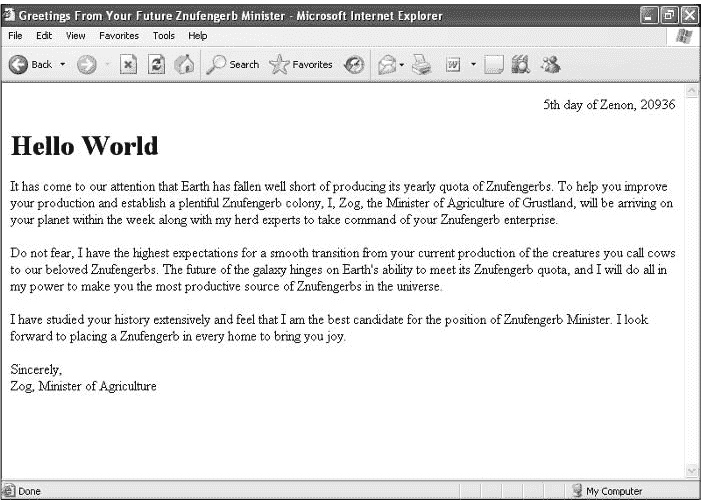 Greetings From Your Future Znufengerb Minister - Microsoft Internet Explorer
File Edit View Favorites Tools Help
Back Search Favorites W
5th day of Zenon, 20936
Hello World
It has come to our attention that Earth has fallen well short of producing its yearly quota of Znufengerbs. To help you improve
your production and establish a plentiful Znufengerb colony, I, Zog, the Minister of Agriculture of Grustland, will be arriving on
your planet within the week along with my herd experts to take command of your Znufengerb enterprise.
Do not fear, I have the highest expectations for a smooth transition from your current production of the creatures you call cows
to our beloved Znufengerbs. The future of the galaxy hinges on Earth's ability to meet its Znufengerb quota, and I will do all in
my power to make you the most productive source of Znufengerbs in the universe.
I have studied your history extensively and feel that I am the best candidate for the position of Znufengerb Minister. I look
forward to placing a Znufengerb in every home to bring you joy.
Sincerely,
Zog, Minister of Agriculture
Done My Computer